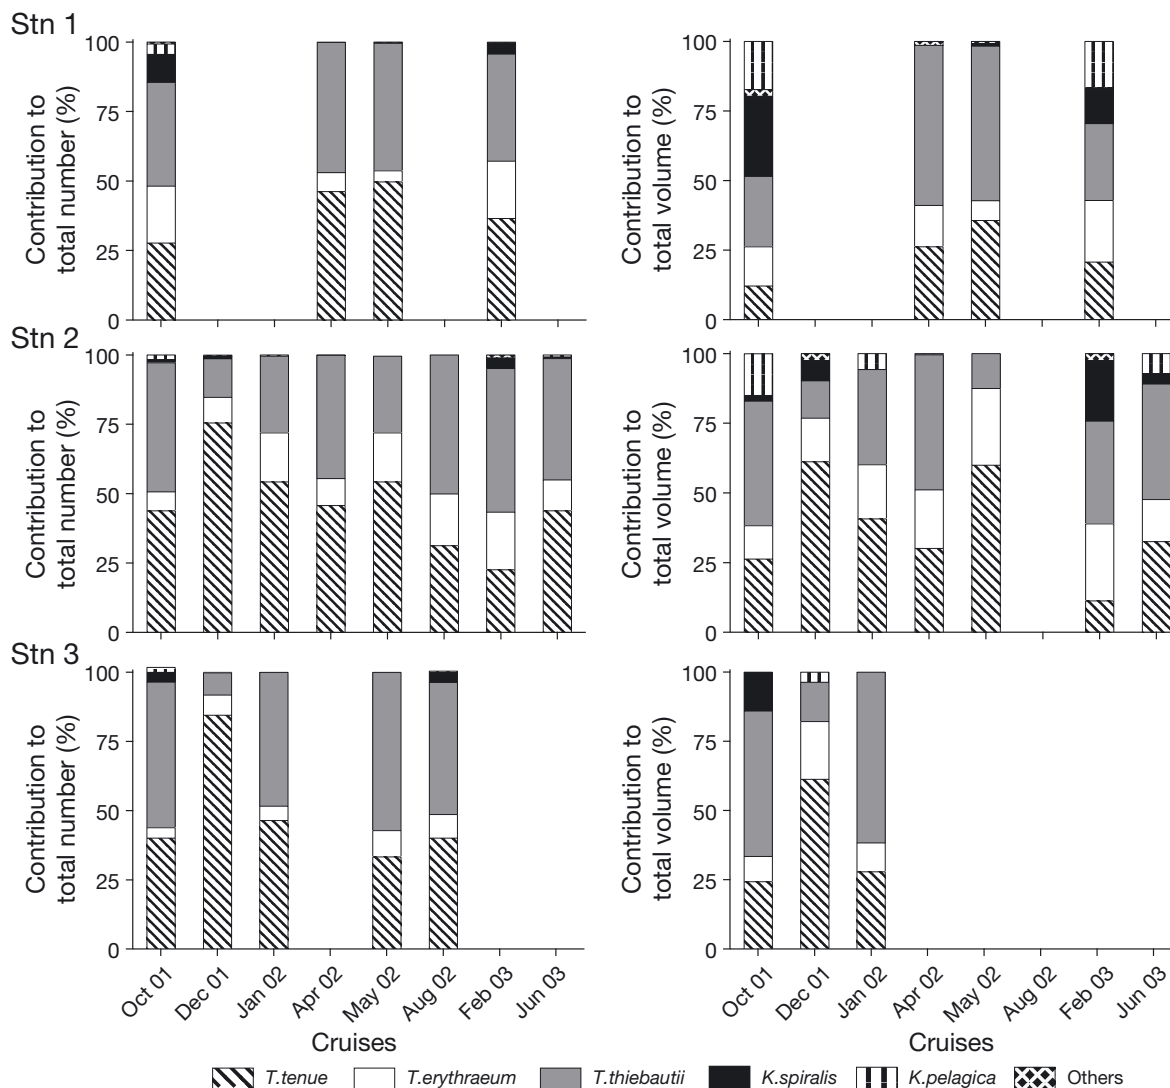 Stn 1
Contribution to
total number (%)
100
75
50
25
0
Contribution to
total volume (%)
100
75
50
25
0
Stn 2
Contribution to
total number (%)
100
75
50
25
0
Contribution to
total volume (%)
100
75
50
25
0
Stn 3
Contribution to
total number (%)
100
75
50
25
0
Contribution to
total volume (%)
100
75
50
25
0
Oct 01 Dec 01 Jan 02 Apr 02 May 02 Aug 02 Feb 03 Jun 03
Oct 01 Dec 01 Jan 02 Apr 02 May 02 Aug 02 Feb 03 Jun 03
Cruises
Cruises
T.tenue T.erythraeum T.thiebautii K.spiralis K.pelagica Others